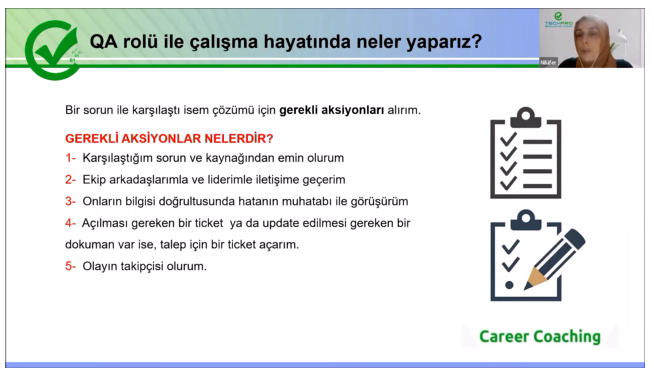 QA rolü ile çalışma hayatında neler yaparız?
TECHPRO
Nilüfer
Bir sorun ile karşılaştı isem çözümü için gerekli aksiyonları alırım.
GEREKLİ AKSİYONLAR NELERDİR?
1- Karşılaştığım sorun ve kaynağından emin olurum
2- Ekip arkadaşlarımla ve liderimle iletişime geçerim
3- Onların bilgisi doğrultusunda hatanın muhatabı ile görüşürüm
4- Açılması gereken bir ticket ya da update edilmesi gereken bir
dokuman var ise, talep için bir ticket açarım.
5- Olayın takipçisi olurum.
Career Coaching